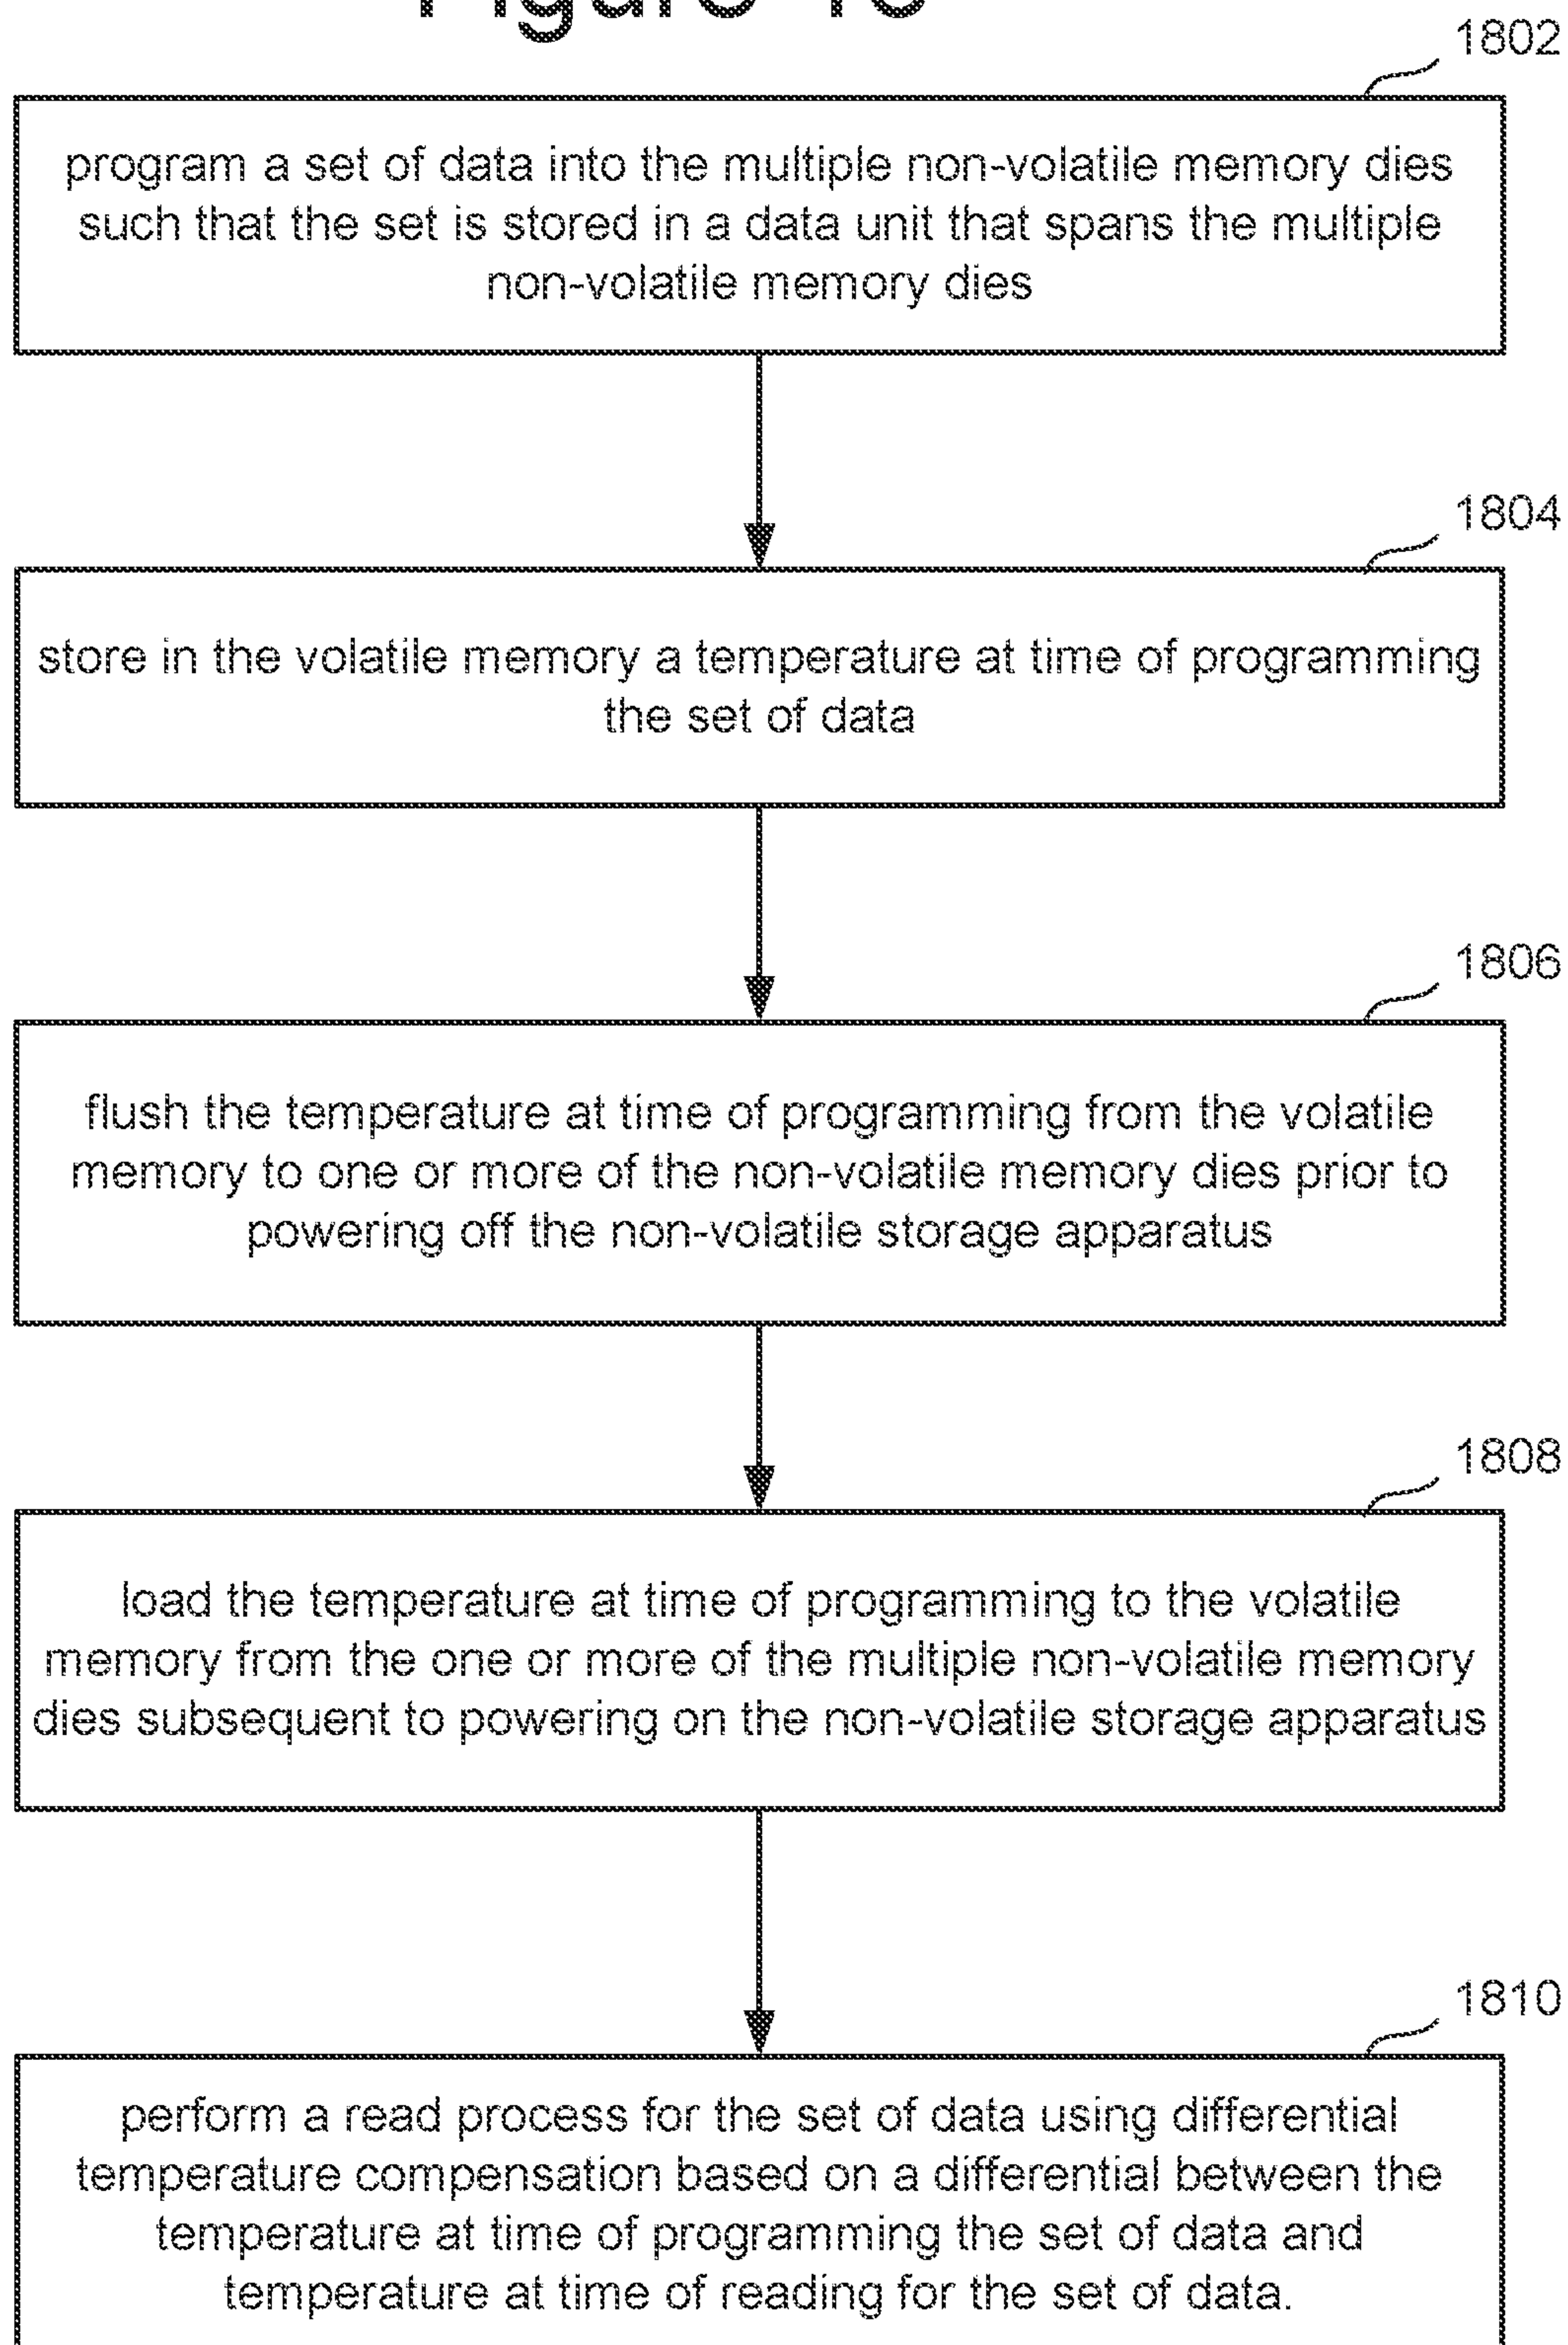 1802
program a set of data into the multiple non-volatile memory dies
such that the set is stored in a data unit that spans the multiple
non-volatile memory dies
1804
store in the volatile memory a temperature at time of programming
the set of data
1806
flush the temperature at time of programming from the volatile
memory to one or more of the non-volatile memory dies prior to
powering off the non-volatile storage apparatus
1808
load the temperature at time of programming to the volatile
memory from the one or more of the multiple non-volatile memory
dies subsequent to powering on the non-volatile storage apparatus
1810
perform a read process for the set of data using differential
temperature compensation based on a differential between the
temperature at time of programming the set of data and
temperature at time of reading for the set of data.